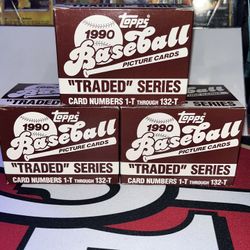 Topps
1990
Baseball
PICTURE CARDS
"TRADED" SERIES
CARD NUMBERS 1-T THROUGH 132-T
1990
Topps
Baseball
PICTURE CARDS
"TRADED" SERIES
CARD NUMBERS 1-T THROUGH 132-T
1990
Topps
Baseball
PICTURE CARDS
"TRADED" SERIES
CARD NUMBERS 1-T THROUGH 132-T